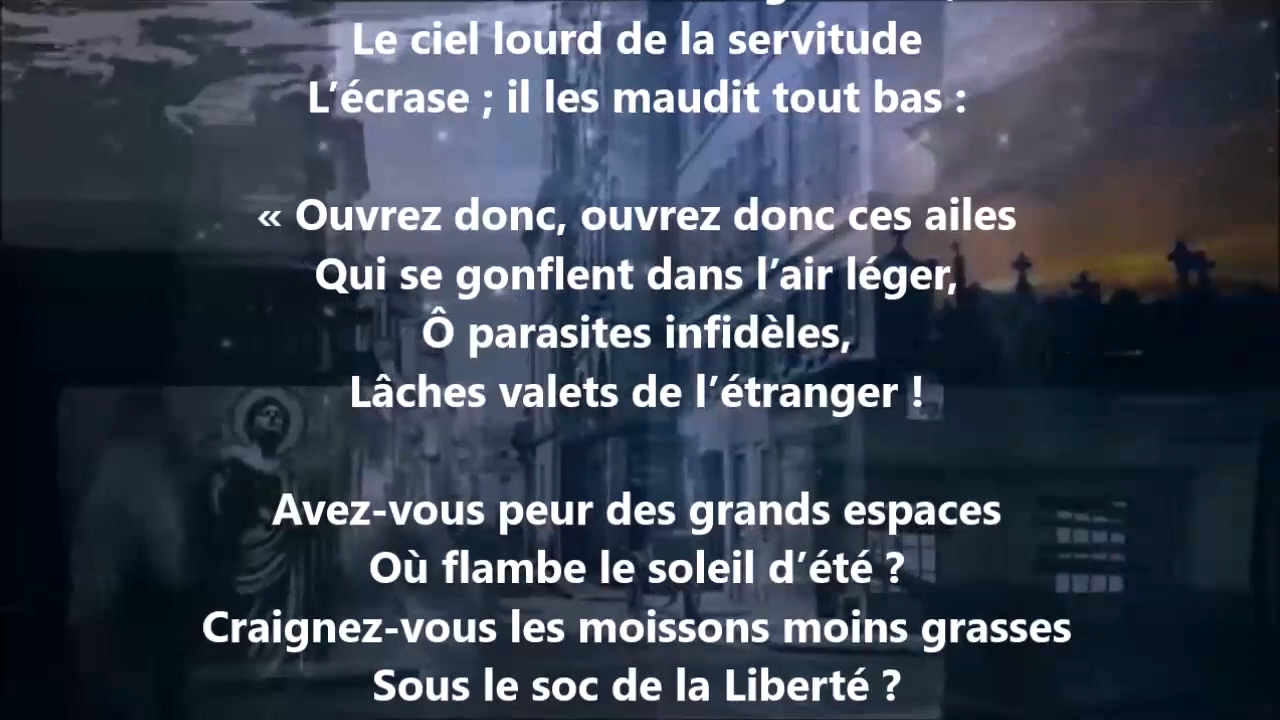 Le ciel lourd de la servitude
L’écrase ; il les maudit tout bas :
« Ouvrez donc, ouvrez donc ces ailes
Qui se gonflent dans l’air léger,
Ô parasites infidèles,
Lâches valets de l’étranger !
Avez-vous peur des grands espaces
Où flambe le soleil d’été ?
Craignez-vous les moissons moins grasses
Sous le soc de la Liberté ?